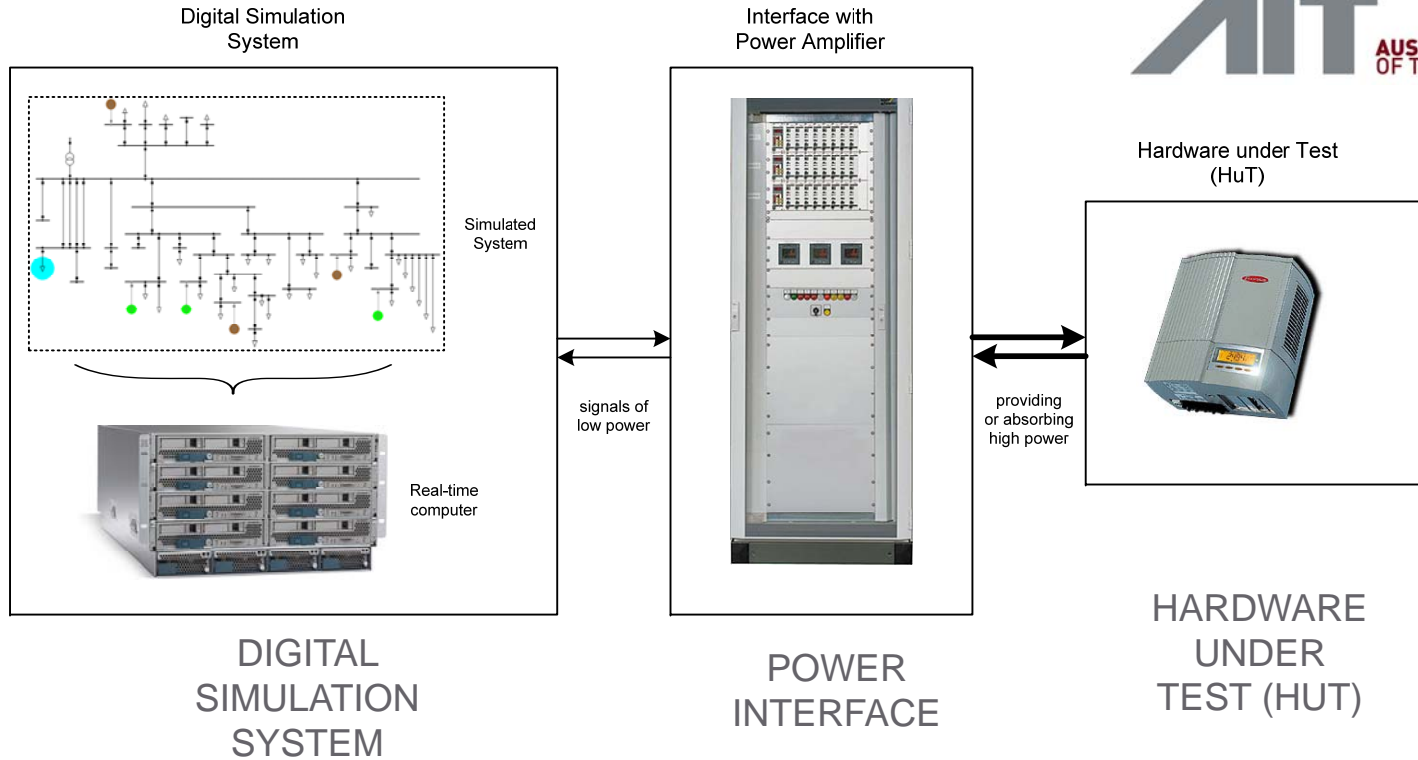 Digital Simulation
System
Interface with
Power Amplifier
AIT
AUS
OF T
Hardware under Test
(HuT)
Simulated
System
signals of
low power
providing
or absorbing
high power
Real-time
computer
DIGITAL
SIMULATION
SYSTEM
POWER
INTERFACE
HARDWARE
UNDER
TEST (HUT)